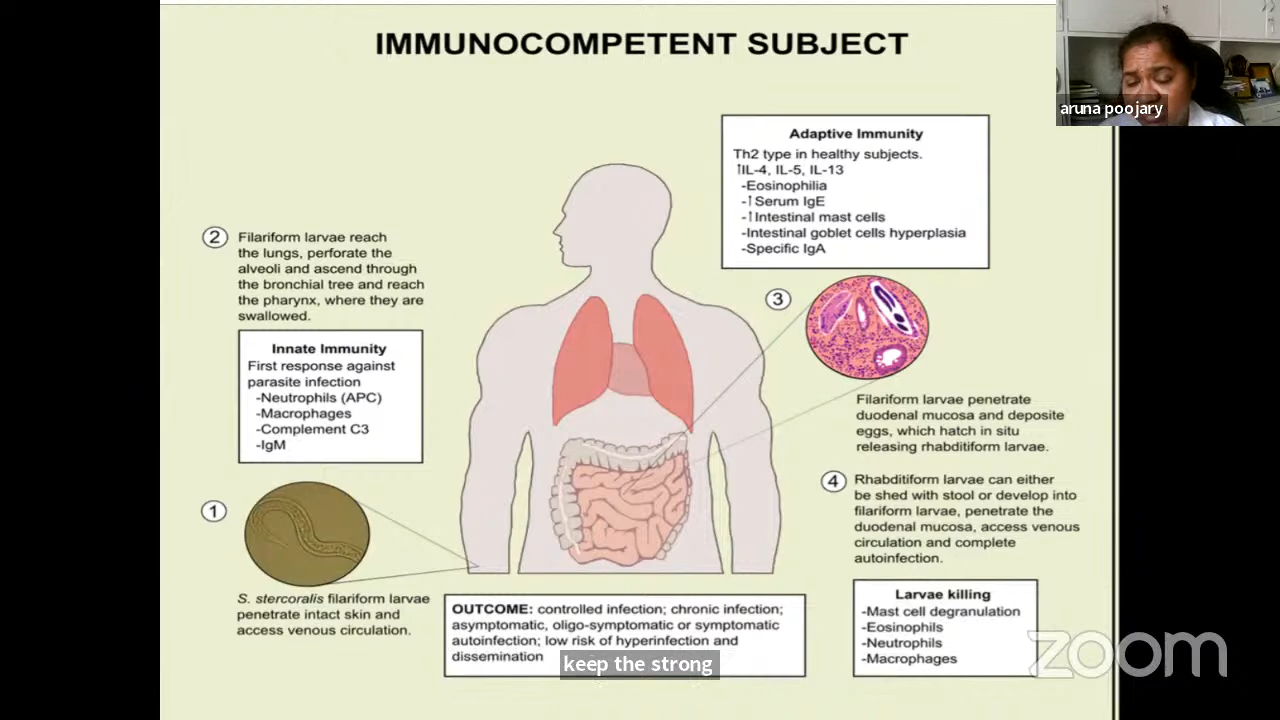 IMMUNOCOMPETENT SUBJECT
aruna poojary
Adaptive Immunity
Th2 type in healthy subjects.
↑IL-4, IL-5, IL-13
-Eosinophilia
-↑Serum IgE
-↑Intestinal mast cells
-Intestinal goblet cells hyperplasia
-Specific IgA
2
Filariform larvae reach
the lungs, perforate the
alveoli and ascend through
the bronchial tree and reach
the pharynx, where they are
swallowed.
Innate Immunity
First response against
parasite infection
-Neutrophils (APC)
-Macrophages
-Complement C3
-IgM
1
S. stercoralis filariform larvae
penetrate intact skin and
access venous circulation.
3
Filariform larvae penetrate
duodenal mucosa and deposite
eggs, which hatch in situ
releasing rhabditiform larvae.
4
Rhabditiform larvae can either
be shed with stool or develop into
filariform larvae, penetrate the
duodenal mucosa, access venous
circulation and complete
autoinfection.
Larvae killing
-Mast cell degranulation
-Eosinophils
-Neutrophils
-Macrophages
OUTCOME: controlled infection; chronic infection;
asymptomatic, oligo-symptomatic or symptomatic
autoinfection; low risk of hyperinfection and
dissemination
keep the strong
zoom